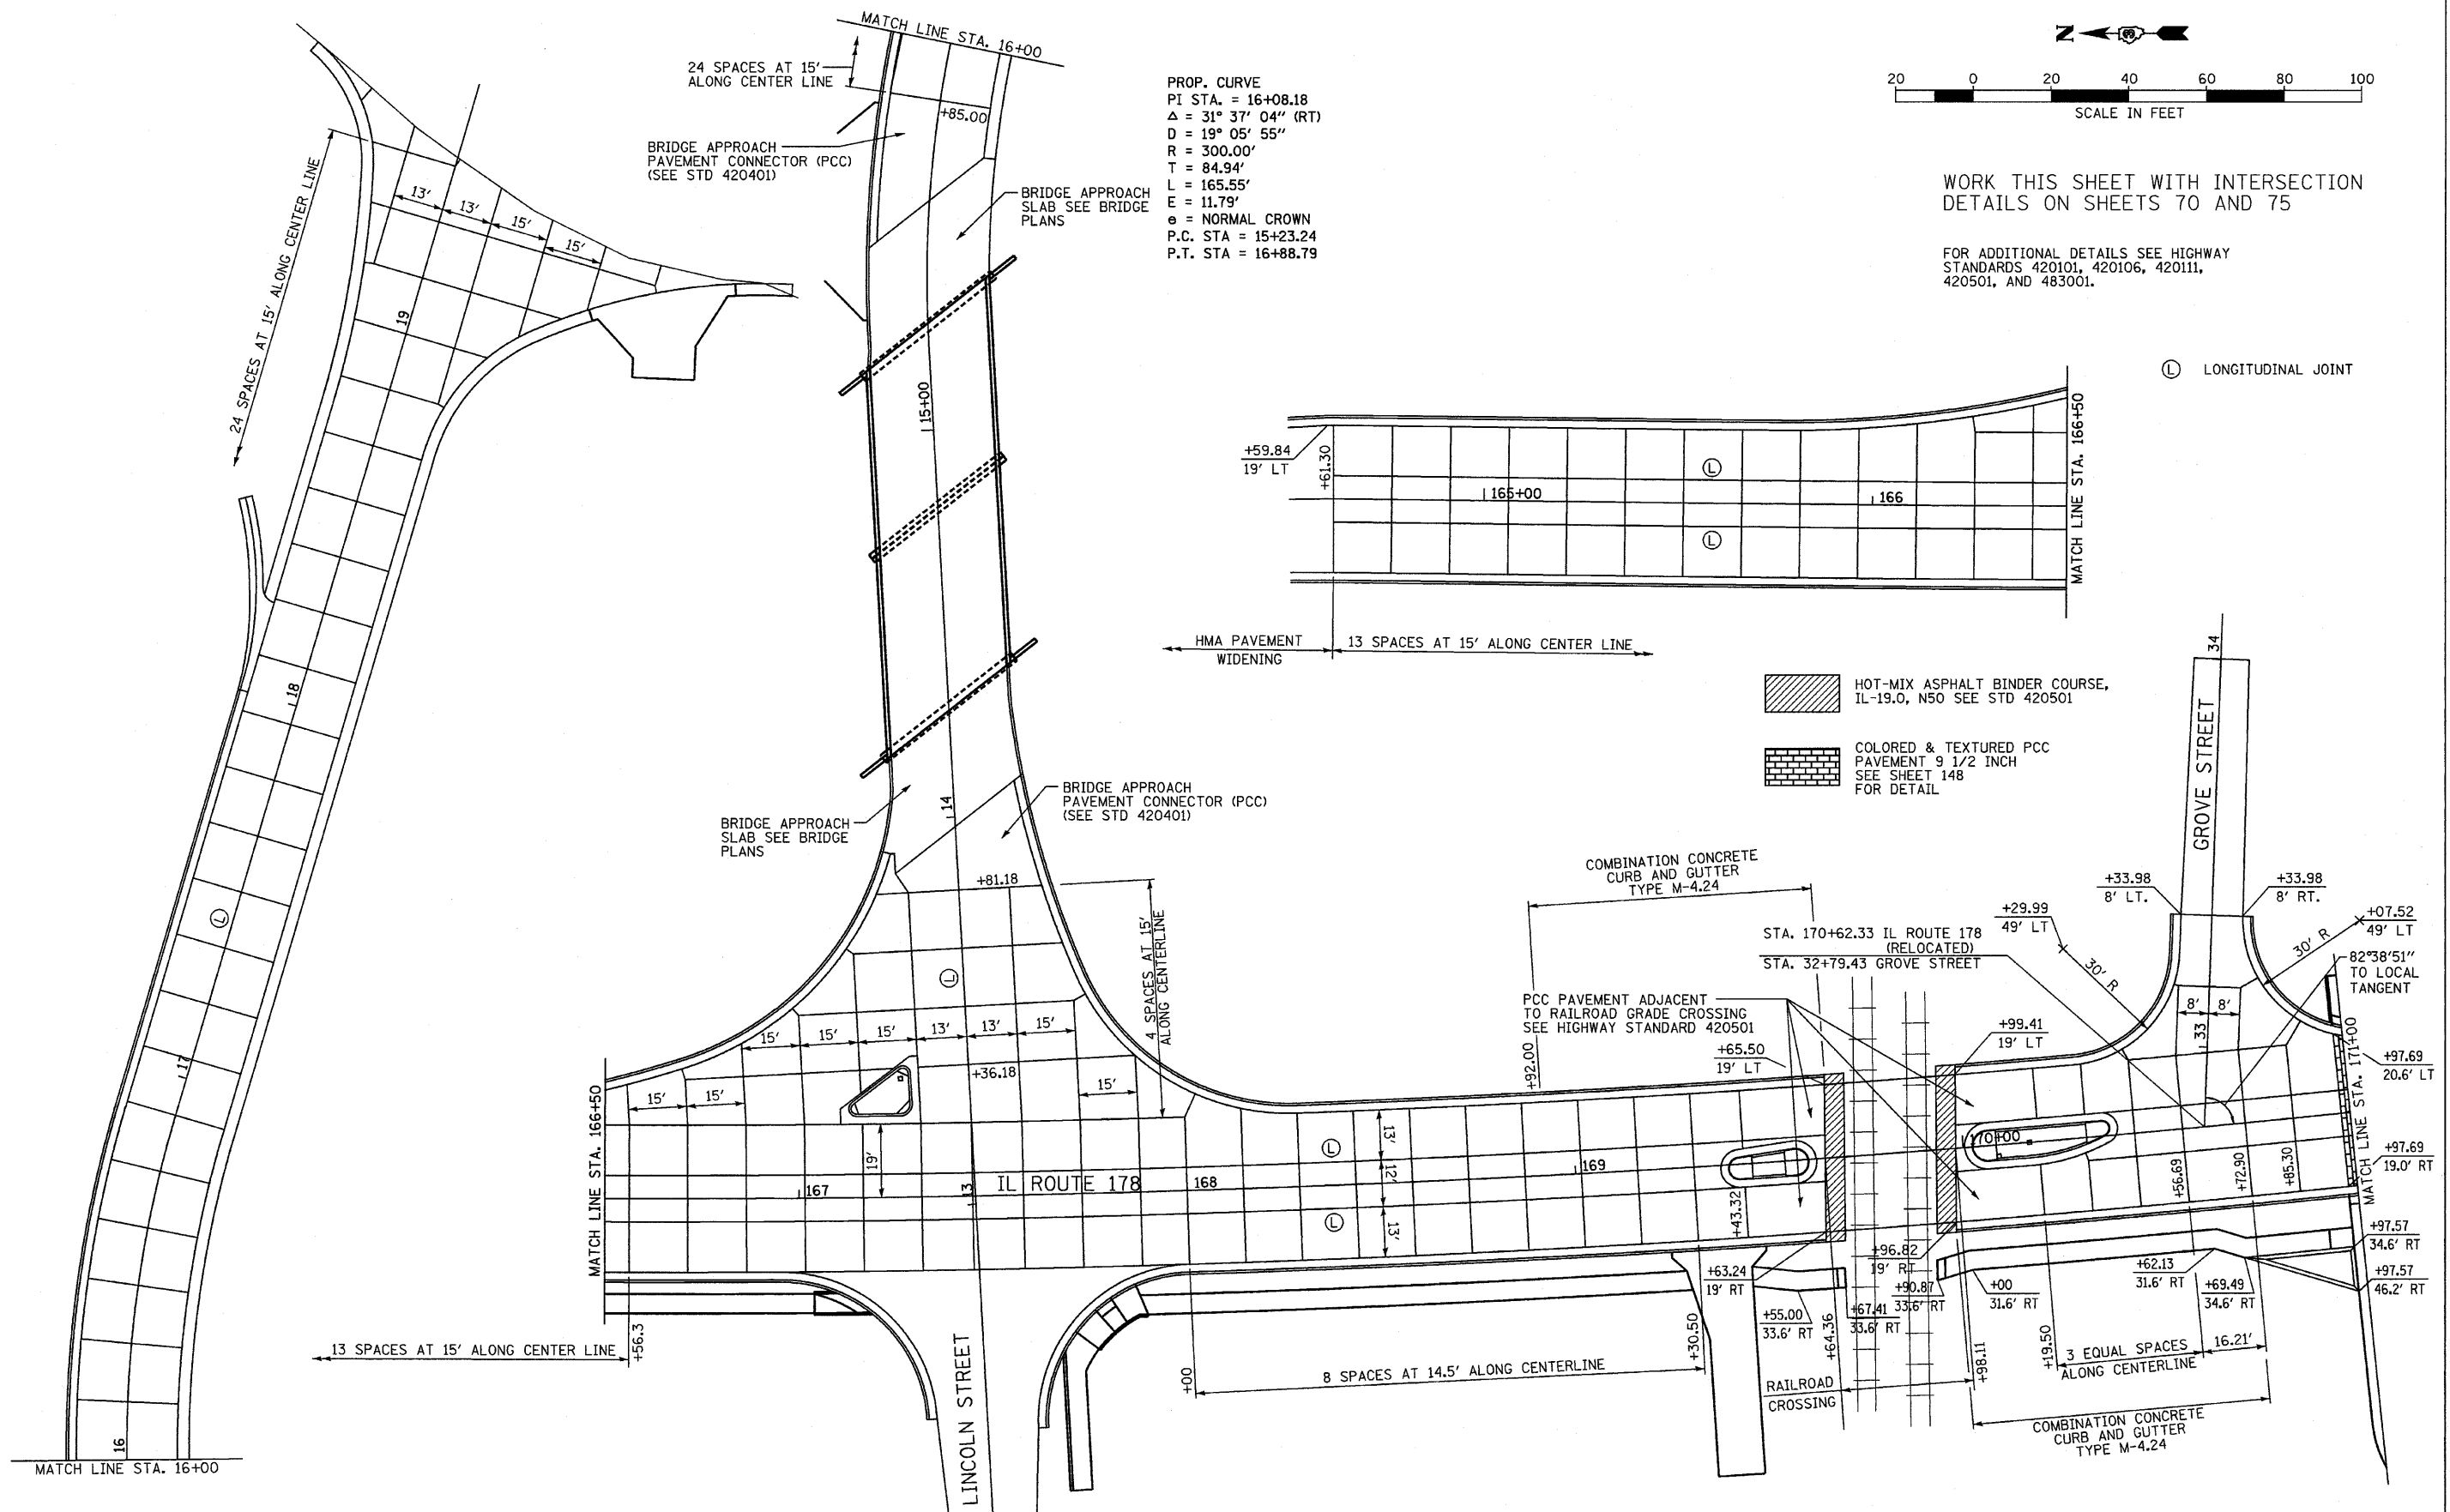 MATCH LINE STA. 16+00
24 SPACES AT 15'
ALONG CENTER LINE
+85.00
BRIDGE APPROACH
PAVEMENT CONNECTOR (PCC)
(SEE STD 420401)
BRIDGE APPROACH
SLAB SEE BRIDGE
PLANS
PROP. CURVE
PI STA. = 16+08.18
Δ = 31° 37' 04" (RT)
D = 19° 05' 55"
R = 300.00'
T = 84.94'
L = 165.55'
E = 11.79'
e = NORMAL CROWN
P.C. STA = 15+23.24
P.T. STA = 16+88.79
N
3
20 0 20 40 60 80 100
SCALE IN FEET
WORK THIS SHEET WITH INTERSECTION
DETAILS ON SHEETS 70 AND 75
FOR ADDITIONAL DETAILS SEE HIGHWAY
STANDARDS 420101, 420106, 420111,
420501, AND 483001.
L LONGITUDINAL JOINT
24 SPACES AT 15' ALONG CENTER LINE
13'
13'
15'
15'
19
18
L
17
16
MATCH LINE STA. 16+00
15+00
14
+59.84
19' LT
+61.30
165+00
166
L
L
MATCH LINE STA. 166+50
HMA PAVEMENT
WIDENING
13 SPACES AT 15' ALONG CENTER LINE
HOT-MIX ASPHALT BINDER COURSE,
IL-19.0, N50 SEE STD 420501
COLORED & TEXTURED PCC
PAVEMENT 9 1/2 INCH
SEE SHEET 148
FOR DETAIL
BRIDGE APPROACH
PAVEMENT CONNECTOR (PCC)
(SEE STD 420401)
BRIDGE APPROACH
SLAB SEE BRIDGE
PLANS
+81.18
4 SPACES AT 15'
ALONG CENTERLINE
L
15'
15'
15'
13'
13'
15'
+36.18
15'
15'
15'
19'
MATCH LINE STA. 166+50
167
13
IL ROUTE 178
168
L
L
13'
12'
13'
169
+56.3
13 SPACES AT 15' ALONG CENTER LINE
LINCOLN STREET
+00
8 SPACES AT 14.5' ALONG CENTERLINE
+30.50
COMBINATION CONCRETE
CURB AND GUTTER
TYPE M-4.24
+92.00
STA. 170+62.33 IL ROUTE 178
(RELOCATED)
STA. 32+79.43 GROVE STREET
PCC PAVEMENT ADJACENT
TO RAILROAD GRADE CROSSING
SEE HIGHWAY STANDARD 420501
+65.50
19' LT
+99.41
19' LT
+43.32
+63.24
19' RT
+55.00
33.6' RT
+67.41
33.6' RT
+64.36
+96.82
19' RT
+90.87
33.6' RT
+00
31.6' RT
RAILROAD
CROSSING
+98.11
+19.50
3 EQUAL SPACES
ALONG CENTERLINE
16.21'
COMBINATION CONCRETE
CURB AND GUTTER
TYPE M-4.24
170+00
+56.69
+72.90
+85.30
+62.13
31.6' RT
+69.49
34.6' RT
34
GROVE STREET
+33.98
8' LT.
+33.98
8' RT.
+29.99
49' LT
30' R
30' R
+07.52
49' LT
82°38'51"
TO LOCAL
TANGENT
8'
8'
33
MATCH LINE STA. 171+00
+97.69
20.6' LT
+97.69
19.0' RT
+97.57
34.6' RT
+97.57
46.2' RT